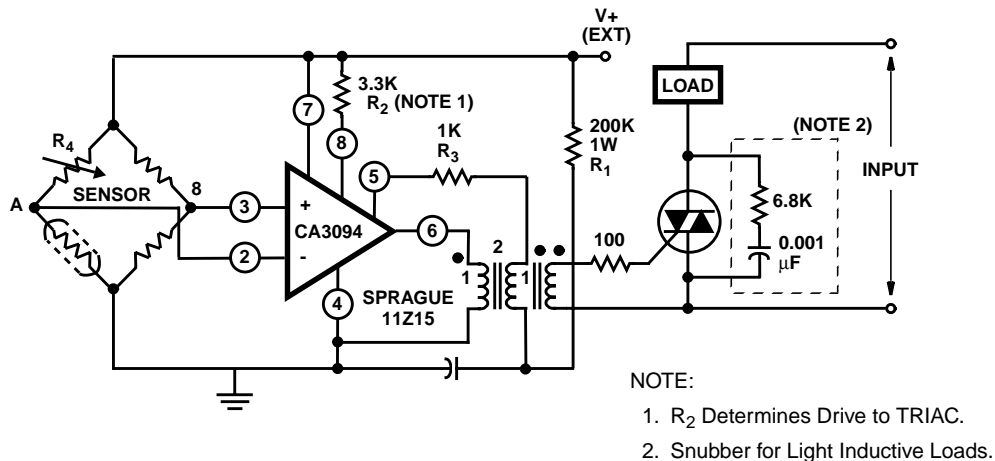 V+
(EXT)
3.3K
R2 (NOTE 1)
7
8
1K
R3
5
200K
1W
R1
LOAD
(NOTE 2)
INPUT
R4
SENSOR
A
8
3
+
CA3094
2
-
6
4
2
1
1
SPRAGUE
11Z15
100
6.8K
0.001
μF
NOTE:
1. R2 Determines Drive to TRIAC.
2. Snubber for Light Inductive Loads.